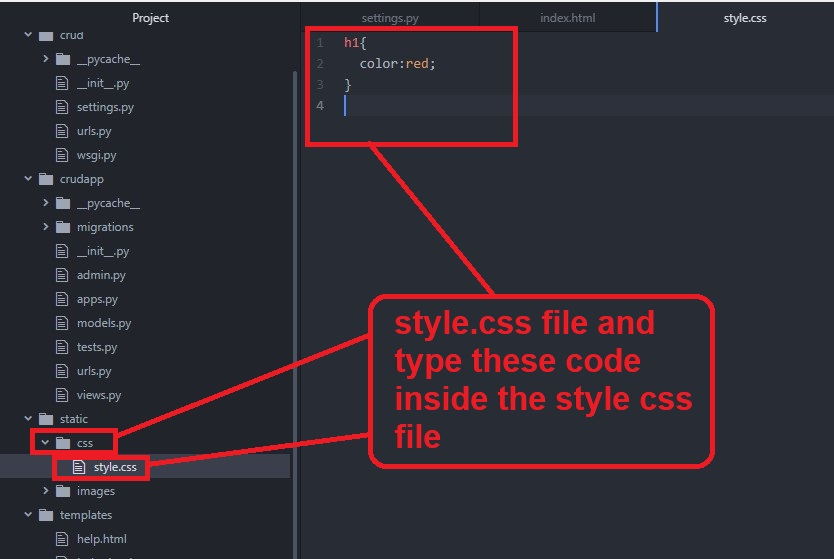 Project
settings.py
index.html
style.css
crud
__pycache__
__init__.py
settings.py
urls.py
wsgi.py
crudapp
__pycache__
migrations
__init__.py
admin.py
apps.py
models.py
tests.py
urls.py
views.py
static
css
style.css
images
templates
help.html
1 h1{
2 color:red;
3 }
4
style.css file and
type these code
inside the style css
file